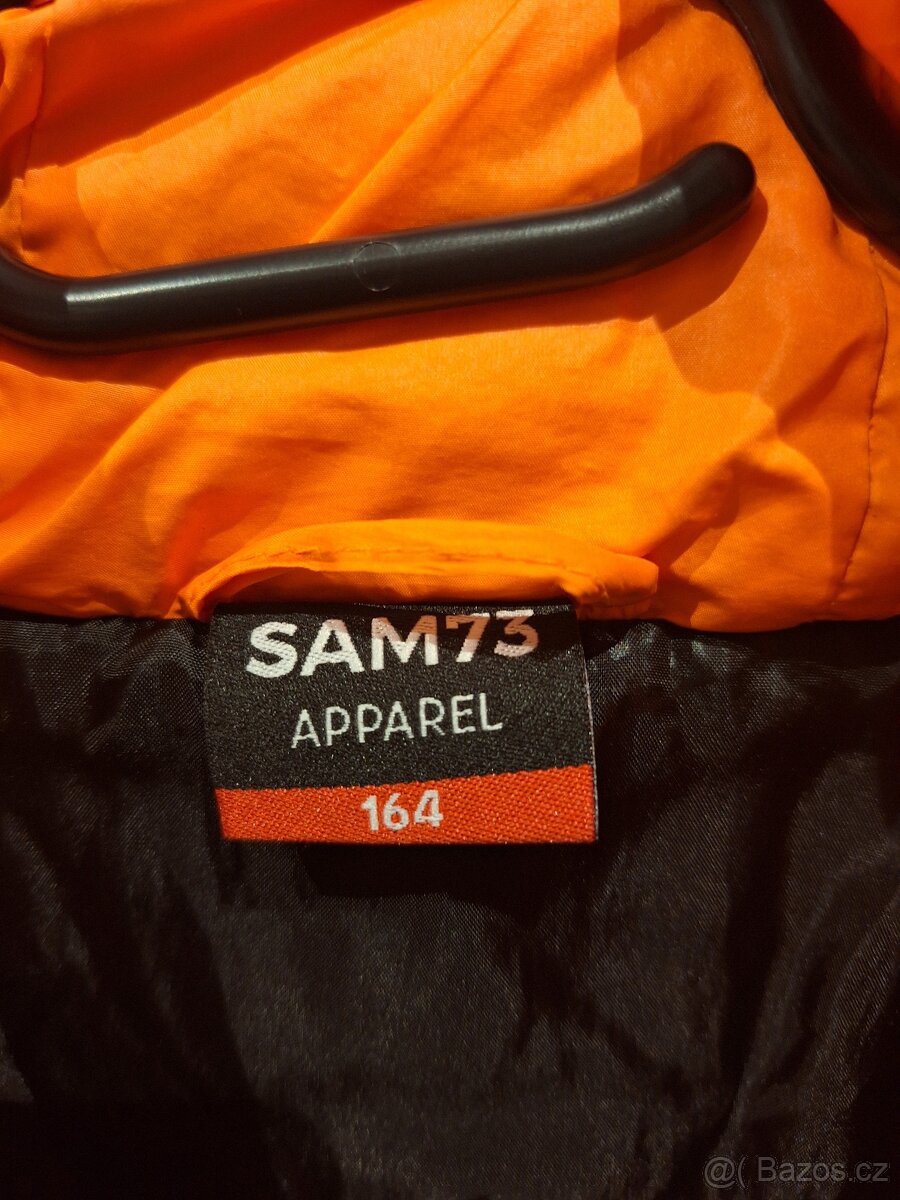 SAM73
APPAREL
164
@( Bazos.cz